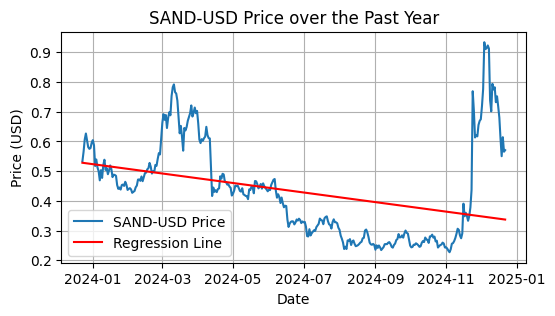 SAND-USD Price over the Past Year
Price (USD)
0.9
0.8
0.7
0.6
0.5
0.4
0.3
0.2
SAND-USD Price
Regression Line
2024-01 2024-03 2024-05 2024-07 2024-09 2024-11 2025-01
Date